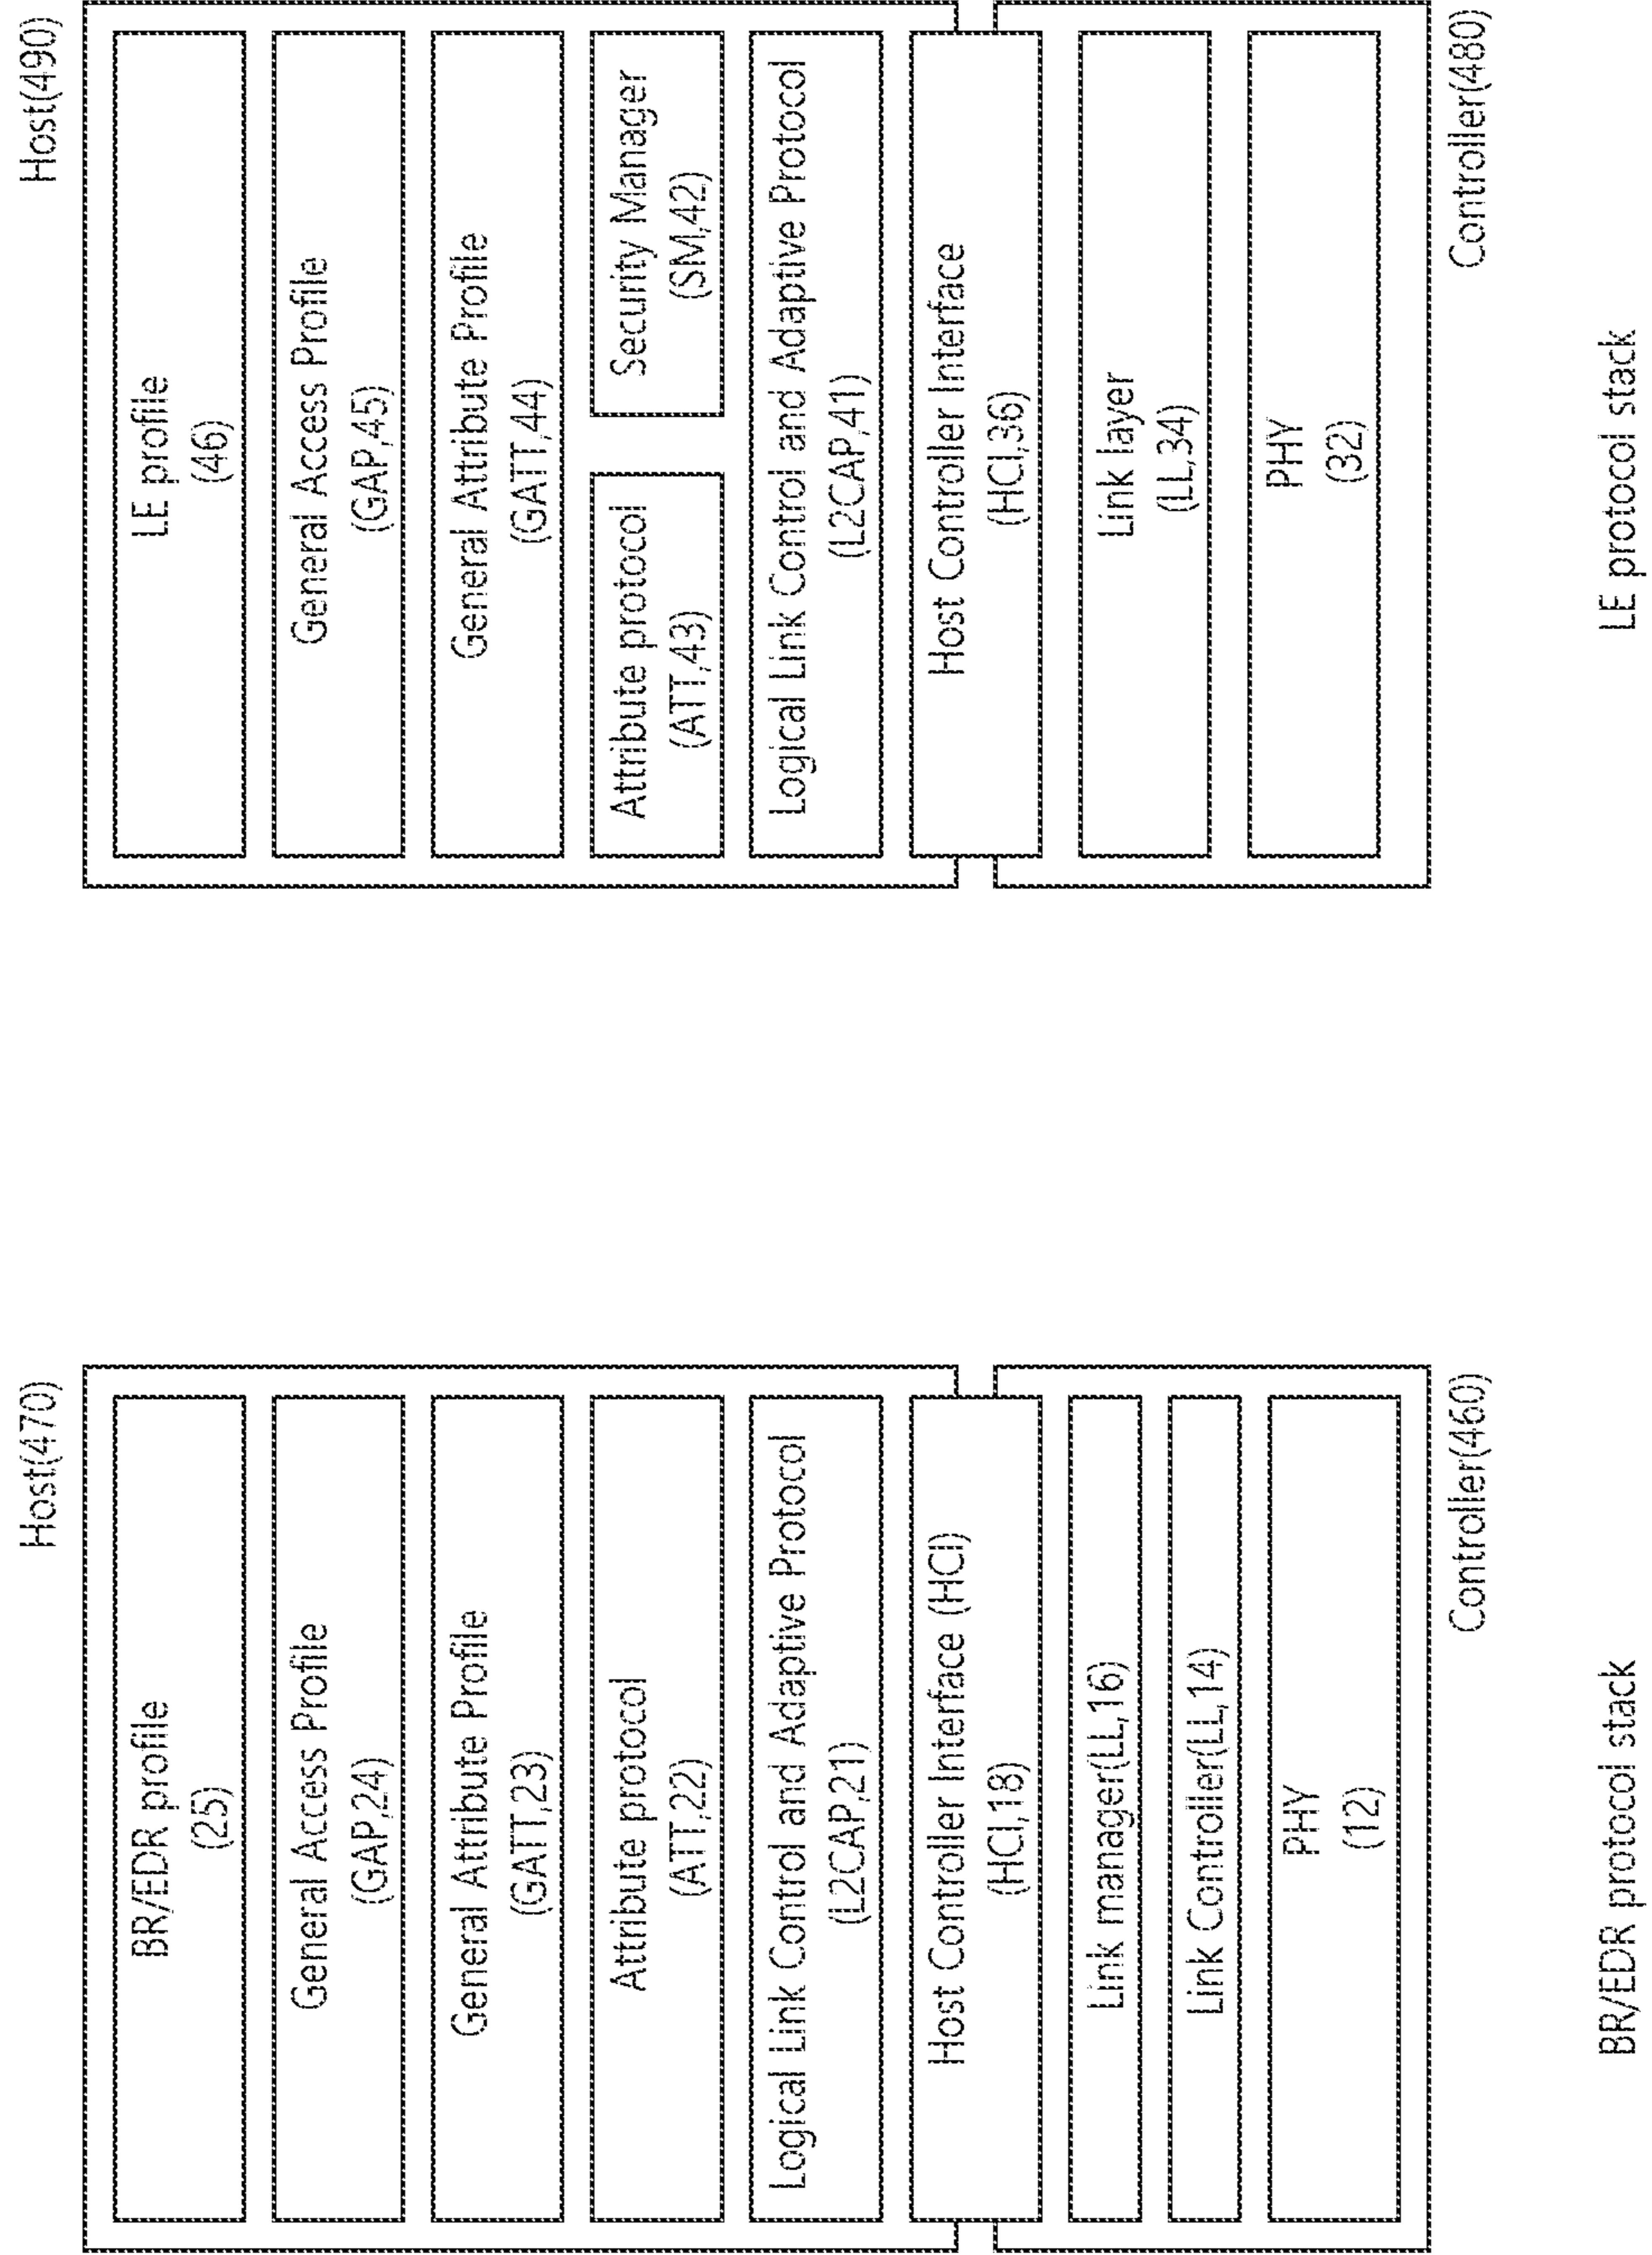 Host(470)
BR/EDR profile
(25)
General Access Profile
(GAP,24)
General Attribute Profile
(GATT,23)
Attribute protocol
(ATT,22)
Logical Link Control and Adaptive Protocol
(L2CAP,21)
Host Controller Interface (HCI)
(HCI,18)
Link manager(LL,16)
Link Controller(LL,14)
PHY
(12)
Controller(460)
BR/EDR protocol stack
Host(490)
LE profile
(46)
General Access Profile
(GAP,45)
General Attribute Profile
(GATT,44)
Attribute protocol
(ATT,43)
Security Manager
(SM,42)
Logical Link Control and Adaptive Protocol
(L2CAP,41)
Host Controller Interface
(HCI,36)
Link layer
(LL,34)
PHY
(32)
Controller(480)
LE protocol stack